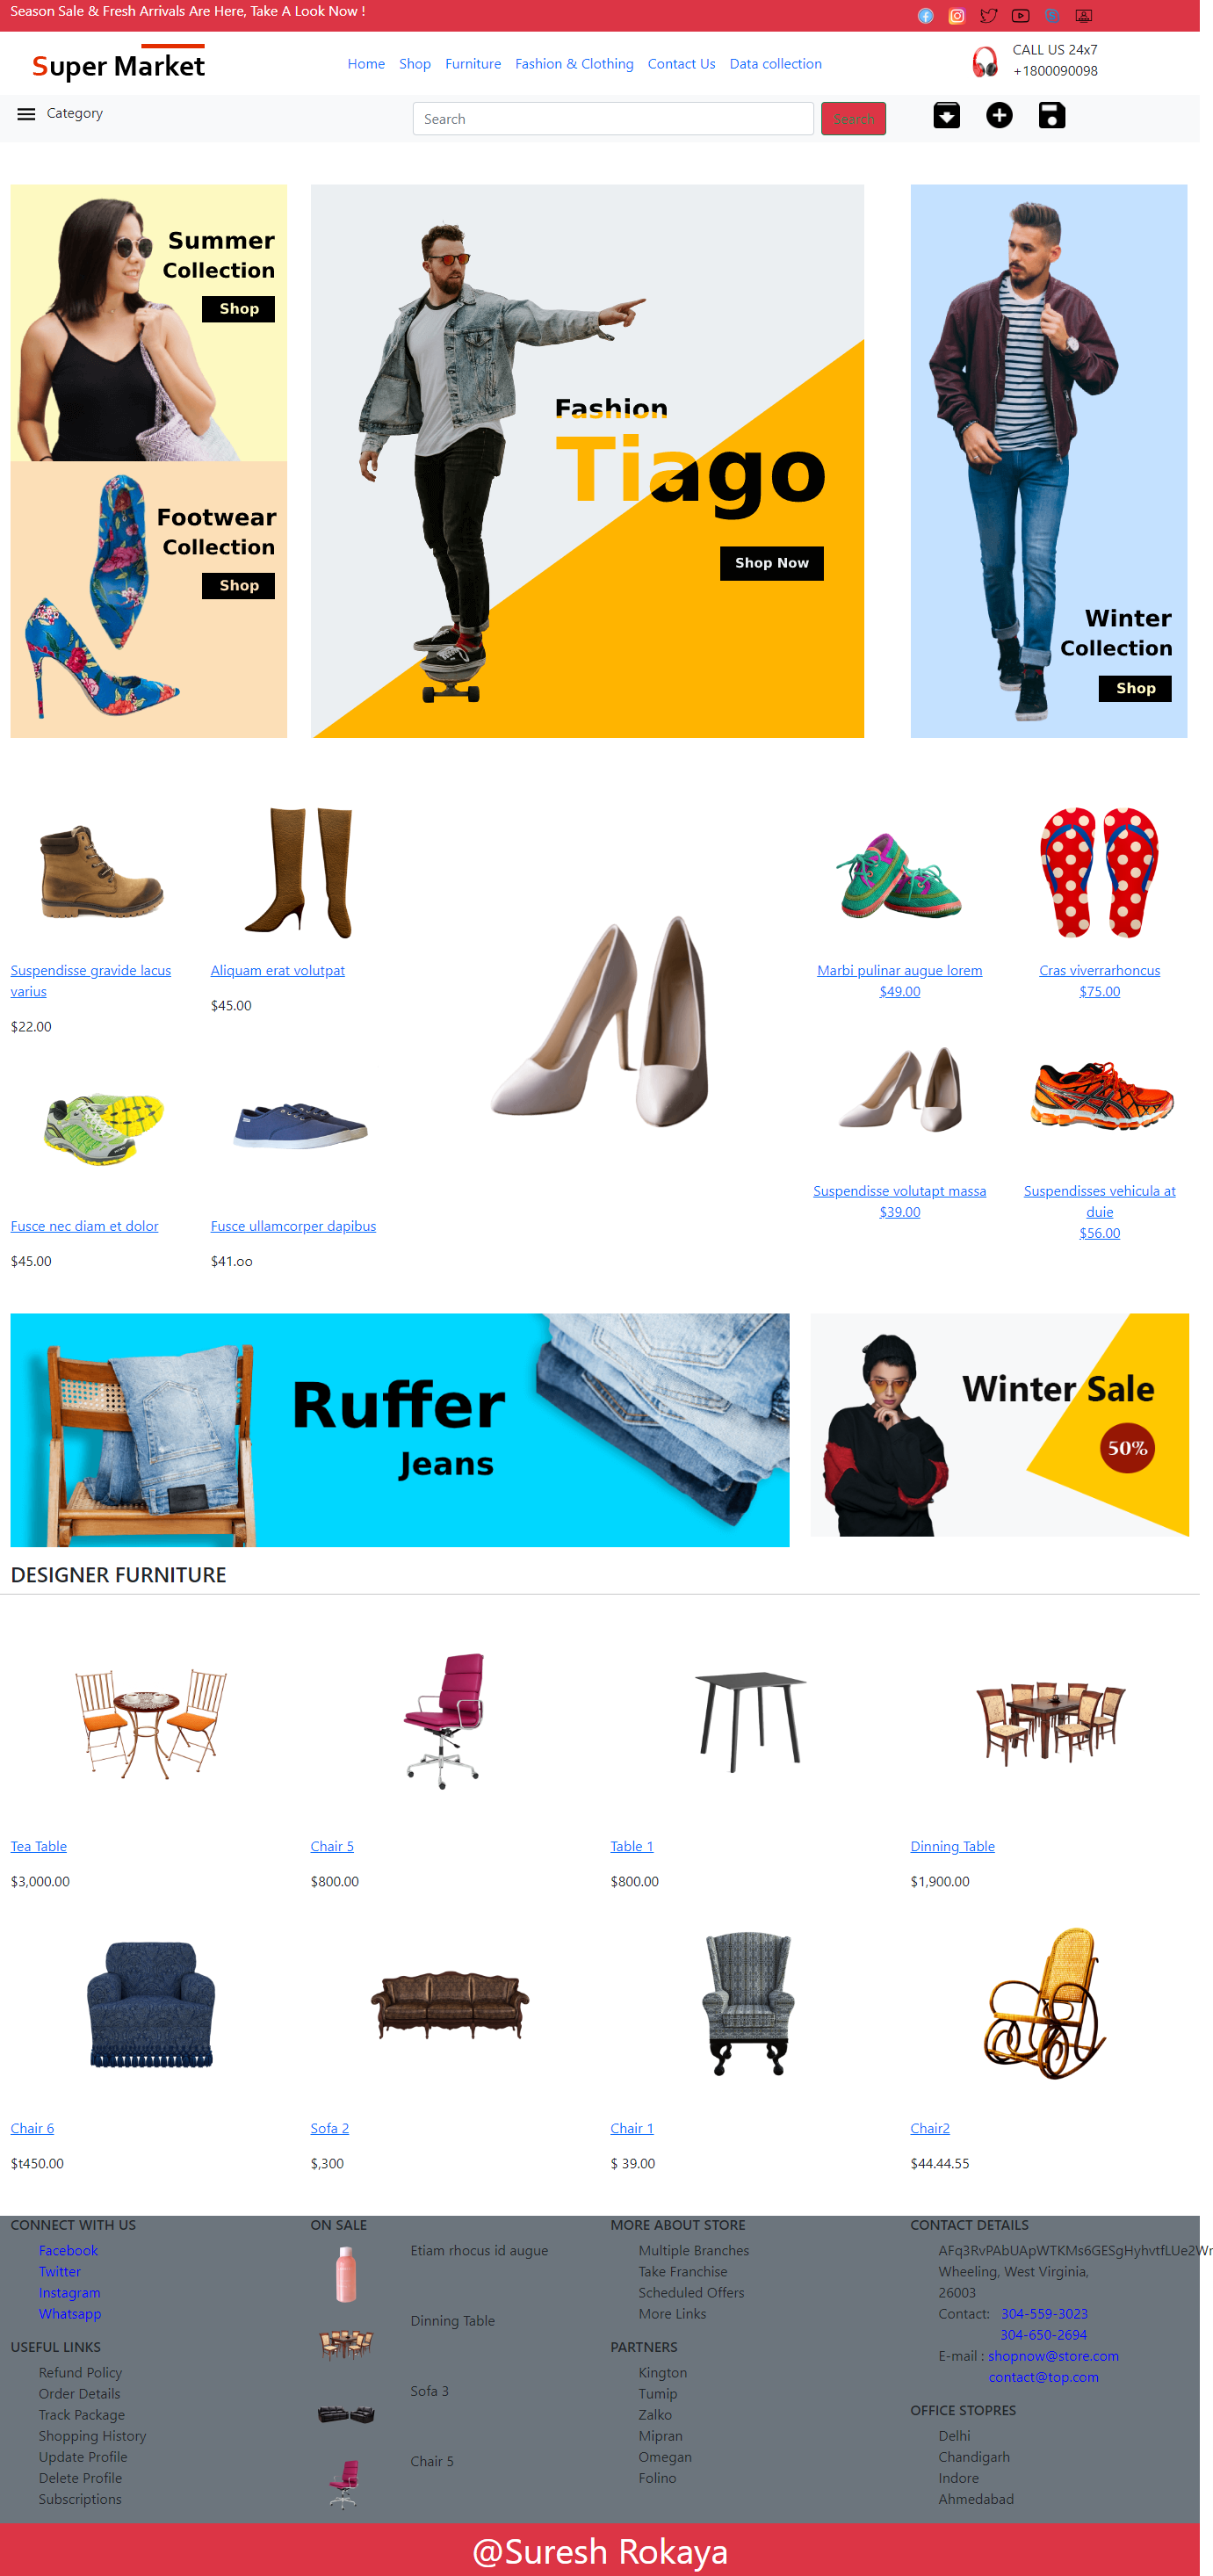 Season Sale & Fresh Arrivals Are Here, Take A Look Now !
Super Market
Home Shop Furniture Fashion & Clothing Contact Us Data collection
CALL US 24x7
+1800090098
Category
Search
Search
Summer
Collection
Shop
Footwear
Collection
Shop
Fashion
Tiago
Shop Now
Winter
Collection
Shop
Suspendisse gravide lacus
varius
$22.00
Aliquam erat volutpat
$45.00
Marbi pulinar augue lorem
$49.00
Cras viverrarhoncus
$75.00
Fusce nec diam et dolor
$45.00
Fusce ullamcorper dapibus
$41.oo
Suspendisse volutapt massa
$39.00
Suspendisses vehicula at
duie
$56.00
Ruffer
Jeans
Winter Sale
50%
DESIGNER FURNITURE
Tea Table
$3,000.00
Chair 5
$800.00
Table 1
$800.00
Dinning Table
$1,900.00
Chair 6
$t450.00
Sofa 2
$,300
Chair 1
$ 39.00
Chair2
$44.44.55
CONNECT WITH US
Facebook
Twitter
Instagram
Whatsapp
USEFUL LINKS
Refund Policy
Order Details
Track Package
Shopping History
Update Profile
Delete Profile
Subscriptions
ON SALE
Etiam rhocus id augue
Dinning Table
Sofa 3
Chair 5
MORE ABOUT STORE
Multiple Branches
Take Franchise
Scheduled Offers
More Links
PARTNERS
Kington
Tumip
Zalko
Mipran
Omegan
Folino
CONTACT DETAILS
AFq3RvPAbUApWTKMs6GESgHyhvtfLUe2Wr
Wheeling, West Virginia,
26003
Contact: 304-559-3023
304-650-2694
E-mail : shopnow@store.com
contact@top.com
OFFICE STOPRES
Delhi
Chandigarh
Indore
Ahmedabad
@Suresh Rokaya